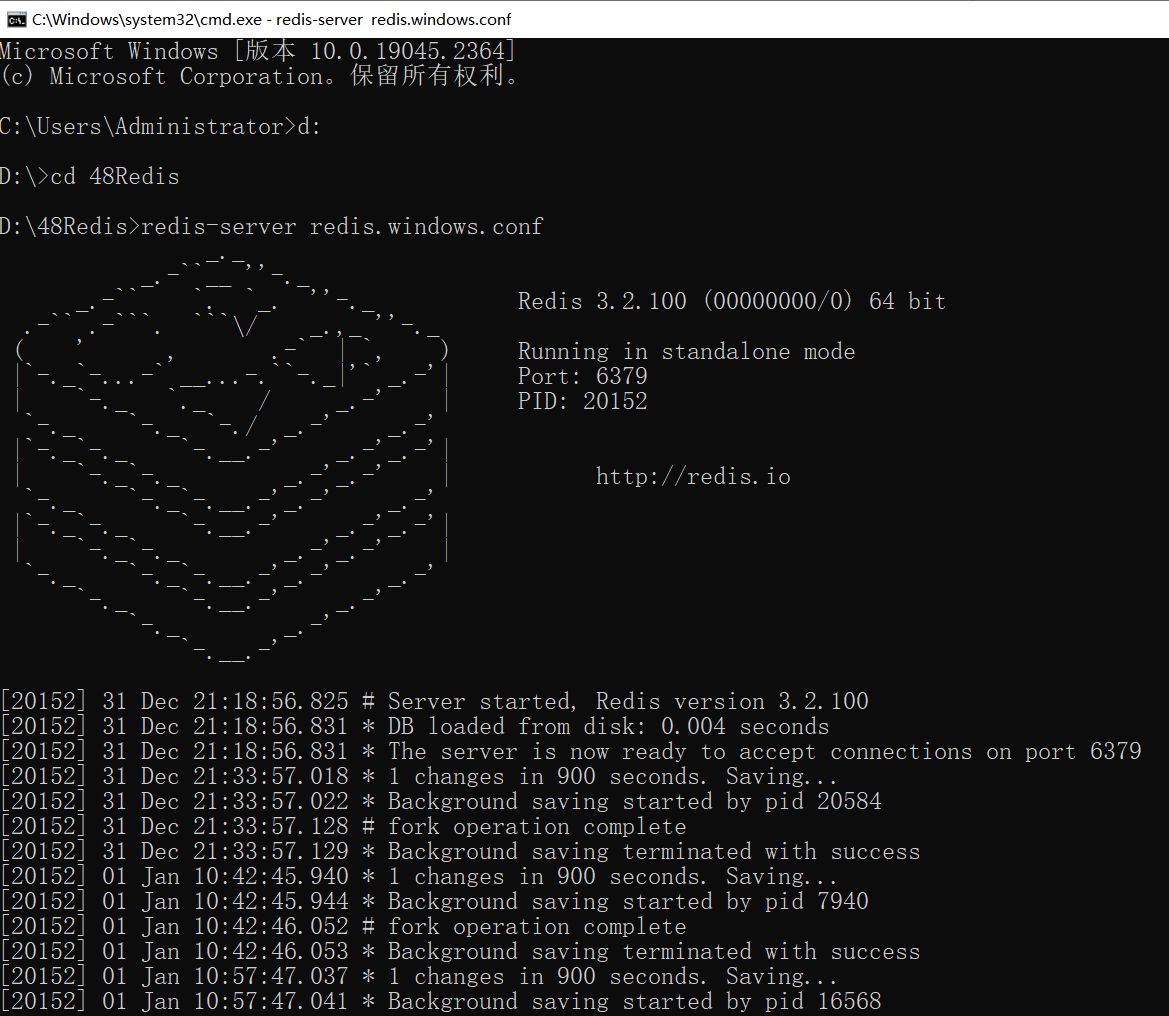 C:\Windows\system32\cmd.exe - redis-server  redis.windows.conf
Microsoft Windows [版本 10.0.19045.2364]
(c) Microsoft Corporation。保留所有权利。
C:\Users\Administrator>d:
D:\>cd 48Redis
D:\48Redis>redis-server redis.windows.conf
Redis 3.2.100 (00000000/0) 64 bit
Running in standalone mode
Port: 6379
PID: 20152
http://redis.io
[20152] 31 Dec 21:18:56.825 # Server started, Redis version 3.2.100
[20152] 31 Dec 21:18:56.831 * DB loaded from disk: 0.004 seconds
[20152] 31 Dec 21:18:56.831 * The server is now ready to accept connections on port 6379
[20152] 31 Dec 21:33:57.018 * 1 changes in 900 seconds. Saving...
[20152] 31 Dec 21:33:57.022 * Background saving started by pid 20584
[20152] 31 Dec 21:33:57.128 # fork operation complete
[20152] 31 Dec 21:33:57.129 * Background saving terminated with success
[20152] 01 Jan 10:42:45.940 * 1 changes in 900 seconds. Saving...
[20152] 01 Jan 10:42:45.944 * Background saving started by pid 7940
[20152] 01 Jan 10:42:46.052 # fork operation complete
[20152] 01 Jan 10:42:46.053 * Background saving terminated with success
[20152] 01 Jan 10:57:47.037 * 1 changes in 900 seconds. Saving...
[20152] 01 Jan 10:57:47.041 * Background saving started by pid 16568